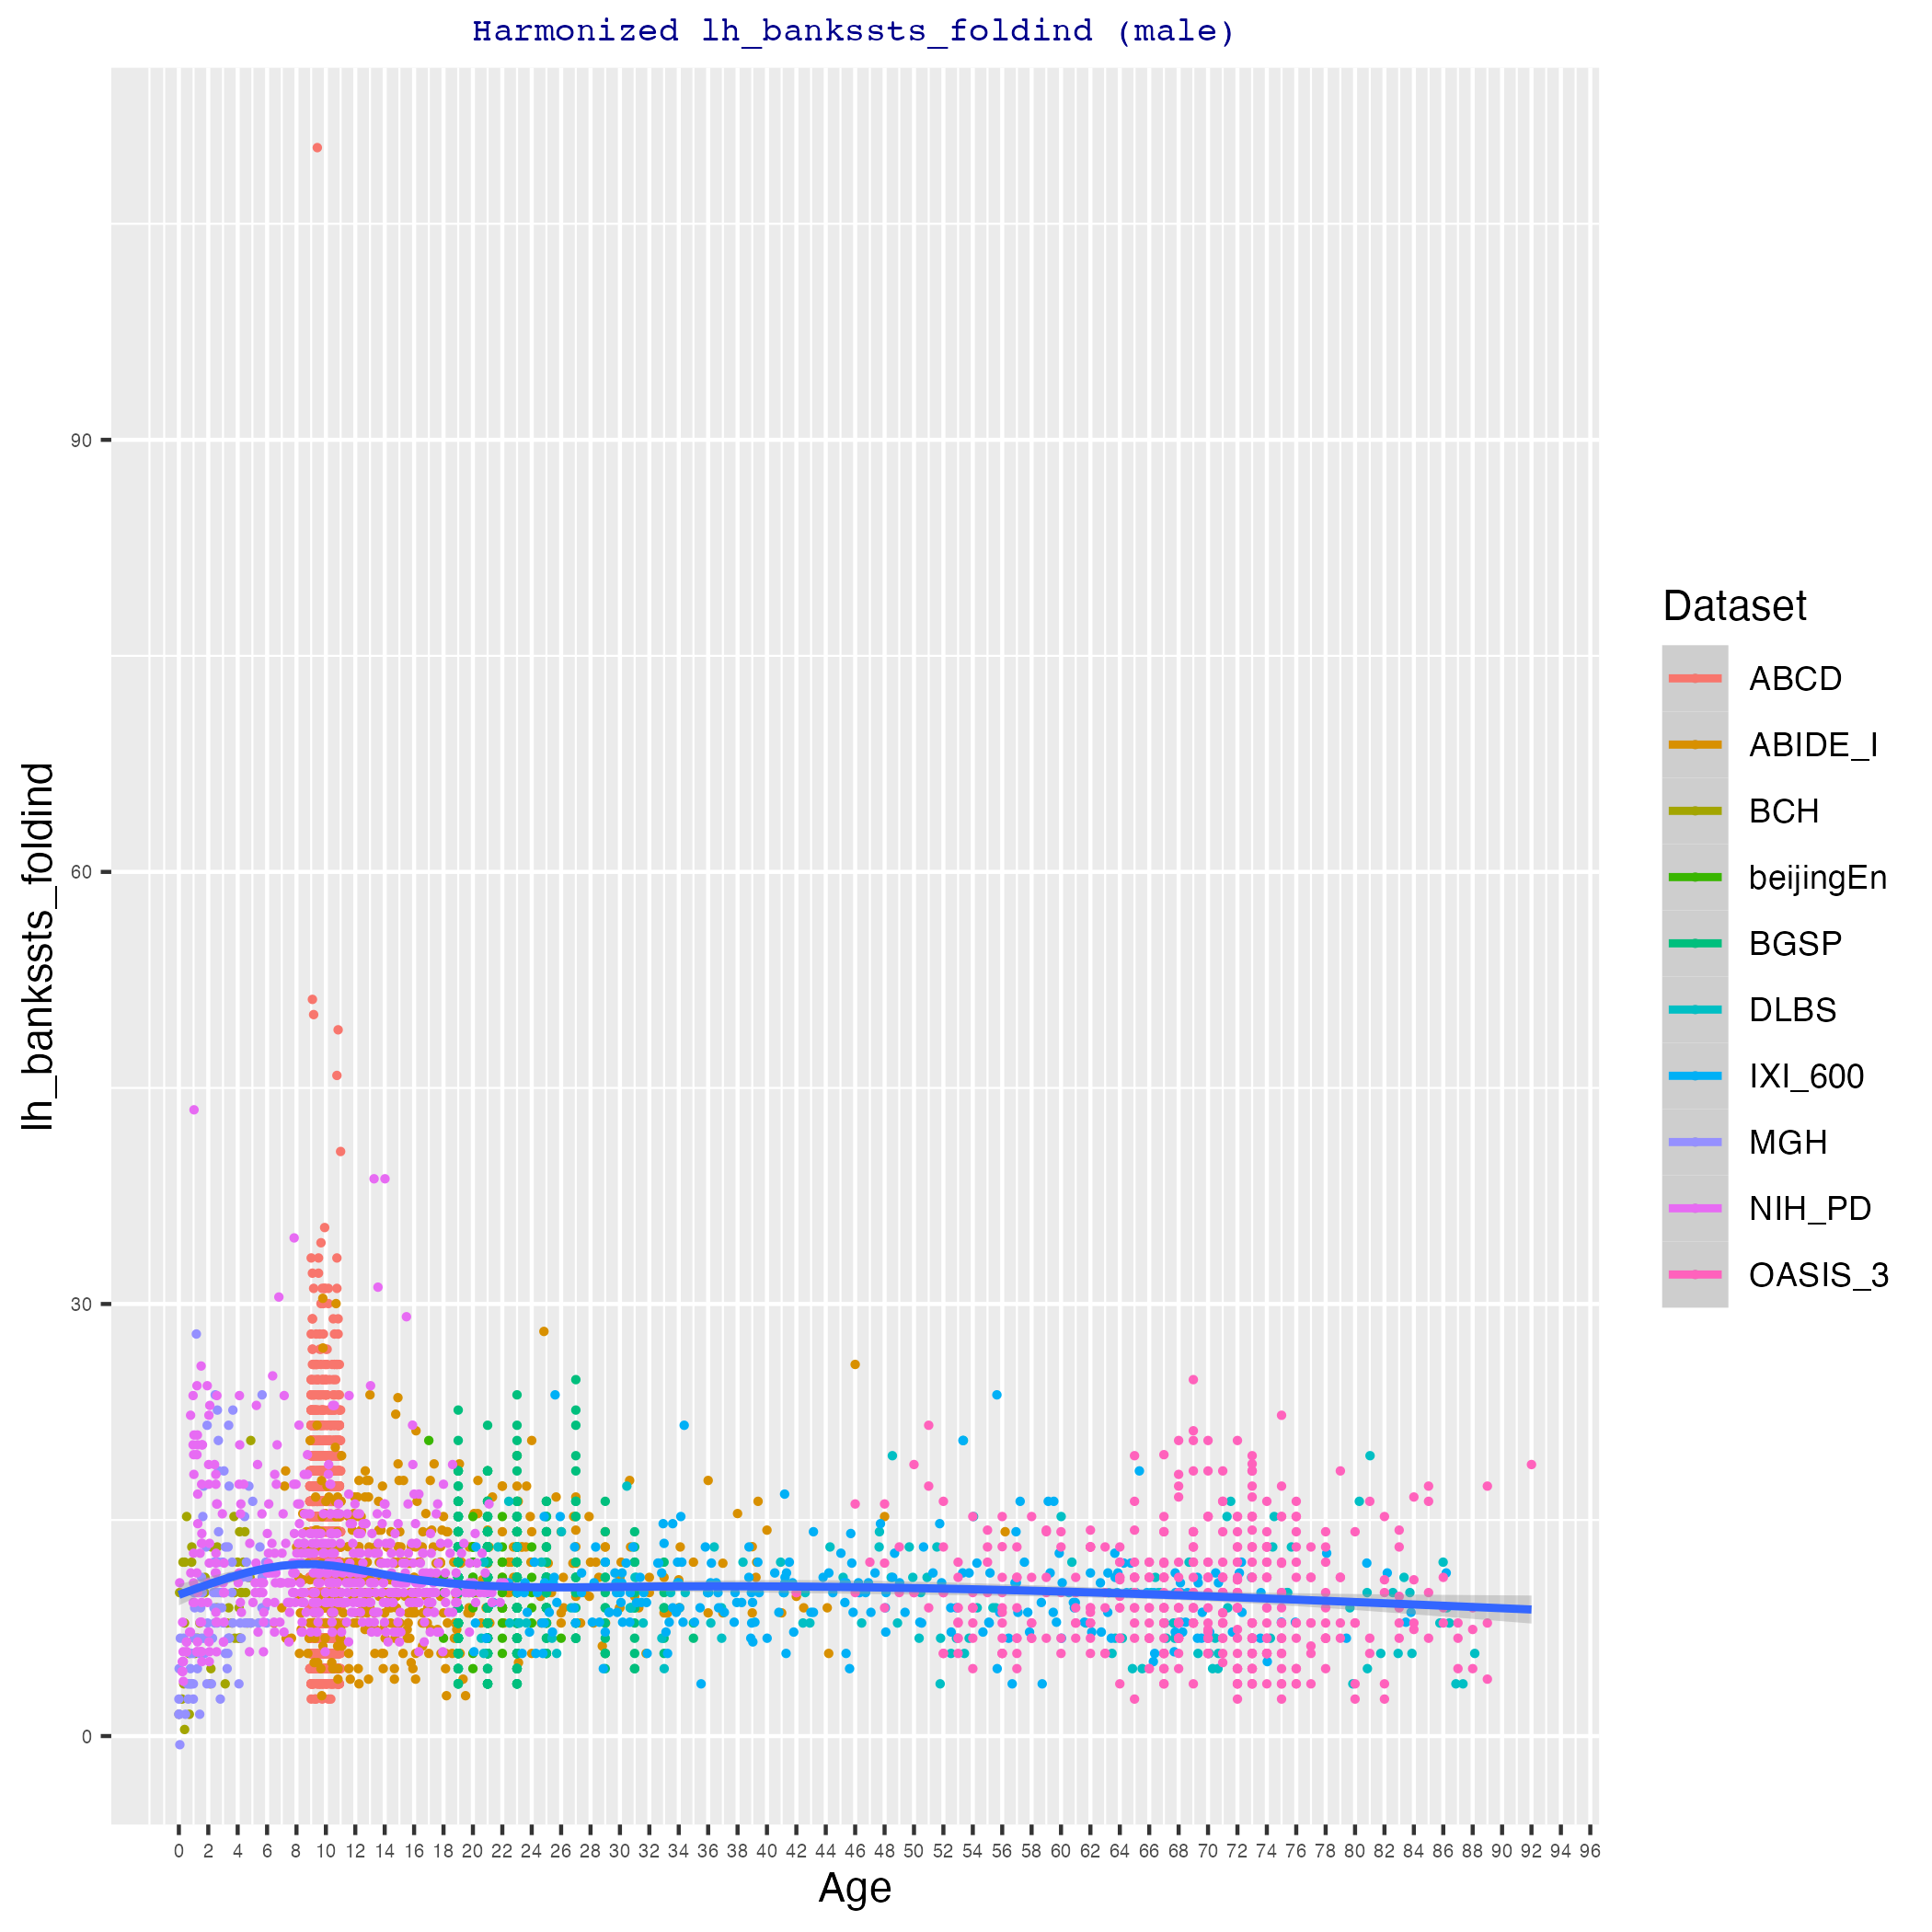 Harmonized lh_bankssts_foldind (male)
lh_bankssts_foldind
90
60
30
0
0 2 4 6 8 10 12 14 16 18 20 22 24 26 28 30 32 34 36 38 40 42 44 46 48 50 52 54 56 58 60 62 64 66 68 70 72 74 76 78 80 82 84 86 88 90 92 94 96
Age
Dataset
ABCD
ABIDE_I
BCH
beijingEn
BGSP
DLBS
IXI_600
MGH
NIH_PD
OASIS_3